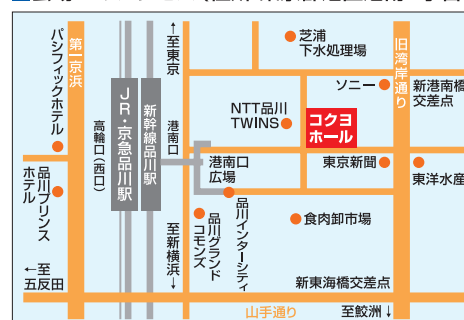 パシフィックホテル
第一京浜
↑至東京
芝浦
下水処理場
旧海岸通り
ソニー
新港南橋
交差点
JR・京急品川駅
新幹線品川駅
高輪口(西口)
港南口
NTT品川
TWINS
コクヨ
ホール
港南口
広場
東京新聞
東洋水産
品川プリンス
ホテル
品川インターシティ
品川グランド
コモンズ
食肉卸市場
←至
五反田
至新横浜↓
新東海橋交差点
山手通り
至鮫洲↓